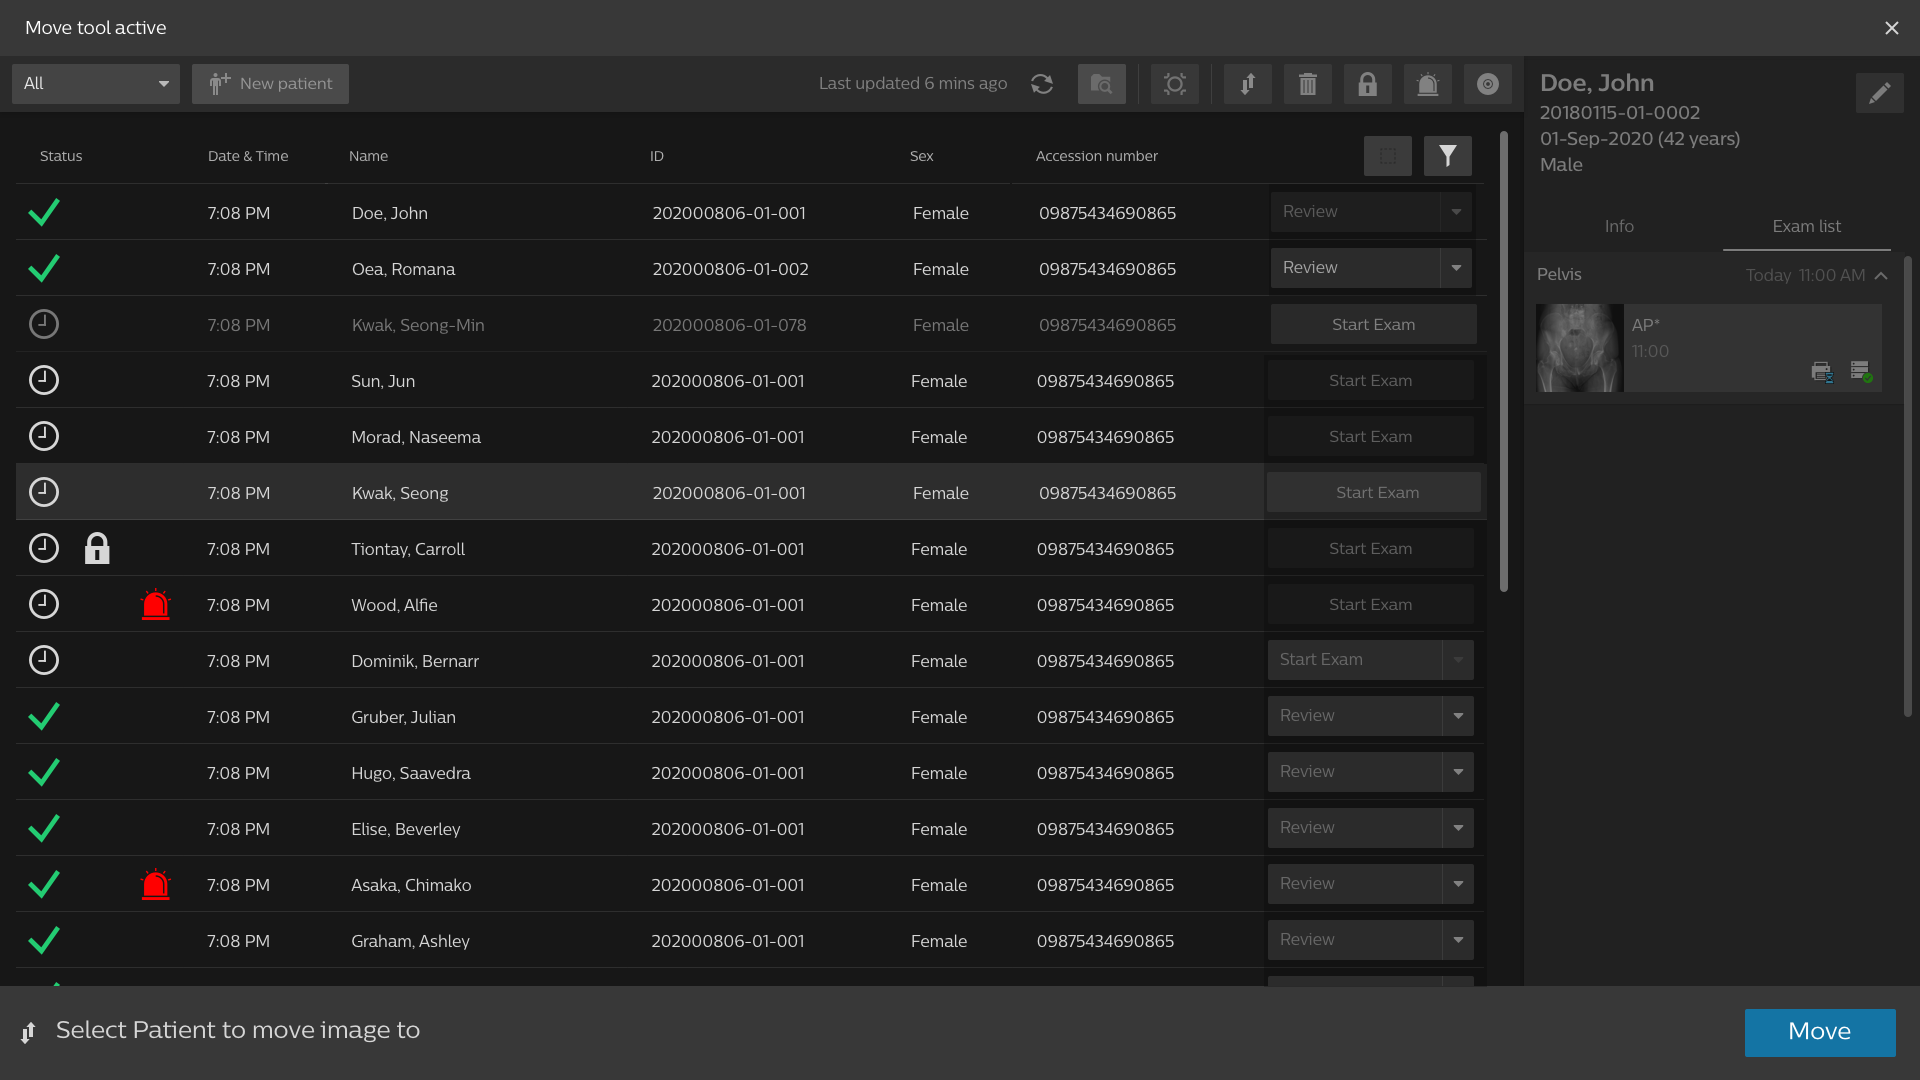 Move tool active
All
New patient
Last updated 6 mins ago
Status Date & Time Name ID Sex Accession number
7:08 PM Doe, John 202000806-01-001 Female 09875434690865 Review
7:08 PM Oea, Romana 202000806-01-002 Female 09875434690865 Review
7:08 PM Kwak, Seong-Min 202000806-01-078 Female 09875434690865 Start Exam
7:08 PM Sun, Jun 202000806-01-001 Female 09875434690865 Start Exam
7:08 PM Morad, Naseema 202000806-01-001 Female 09875434690865 Start Exam
7:08 PM Kwak, Seong 202000806-01-001 Female 09875434690865 Start Exam
7:08 PM Tiontay, Carroll 202000806-01-001 Female 09875434690865 Start Exam
7:08 PM Wood, Alfie 202000806-01-001 Female 09875434690865 Start Exam
7:08 PM Dominik, Bernarr 202000806-01-001 Female 09875434690865 Start Exam
7:08 PM Gruber, Julian 202000806-01-001 Female 09875434690865 Review
7:08 PM Hugo, Saavedra 202000806-01-001 Female 09875434690865 Review
7:08 PM Elise, Beverley 202000806-01-001 Female 09875434690865 Review
7:08 PM Asaka, Chimako 202000806-01-001 Female 09875434690865 Review
7:08 PM Graham, Ashley 202000806-01-001 Female 09875434690865 Review
Doe, John
20180115-01-0002
01-Sep-2020 (42 years)
Male
Info Exam list
Pelvis Today 11:00 AM
AP*
11:00
Select Patient to move image to
Move